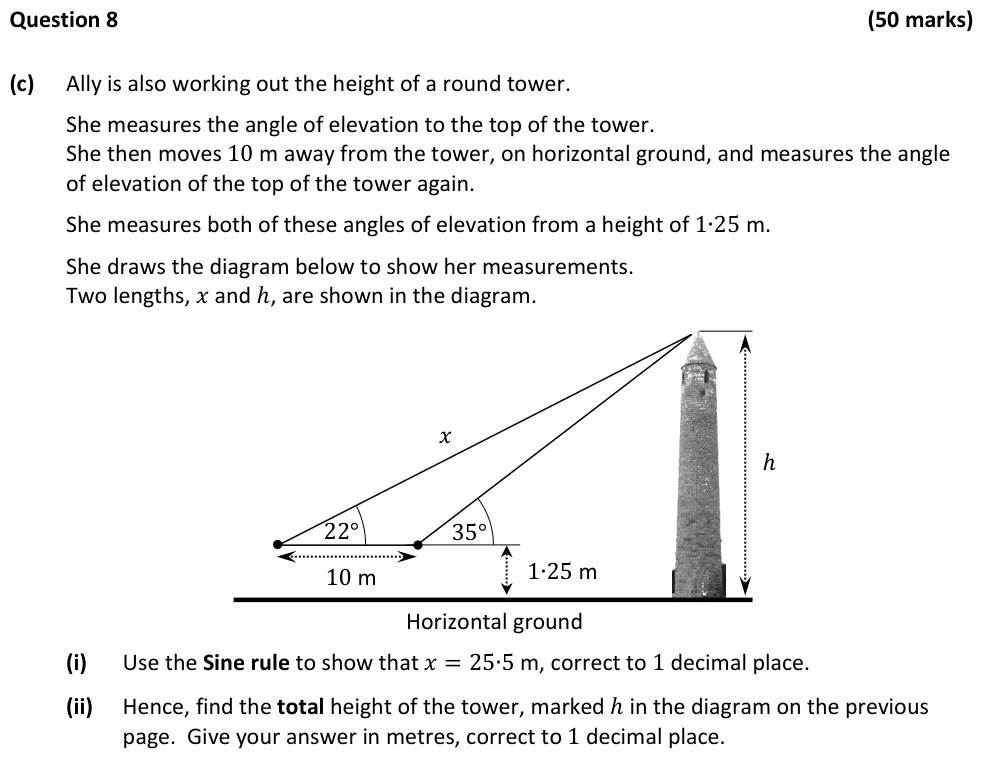 Question 8 (50 marks)
(c) Ally is also working out the height of a round tower.
She measures the angle of elevation to the top of the tower.
She then moves 10 m away from the tower, on horizontal ground, and measures the angle
of elevation of the top of the tower again.
She measures both of these angles of elevation from a height of 1·25 m.
She draws the diagram below to show her measurements.
Two lengths, x and h, are shown in the diagram.
x
h
22° 35°
10 m 1·25 m
Horizontal ground
(i) Use the Sine rule to show that x = 25·5 m, correct to 1 decimal place.
(ii) Hence, find the total height of the tower, marked h in the diagram on the previous
page. Give your answer in metres, correct to 1 decimal place.